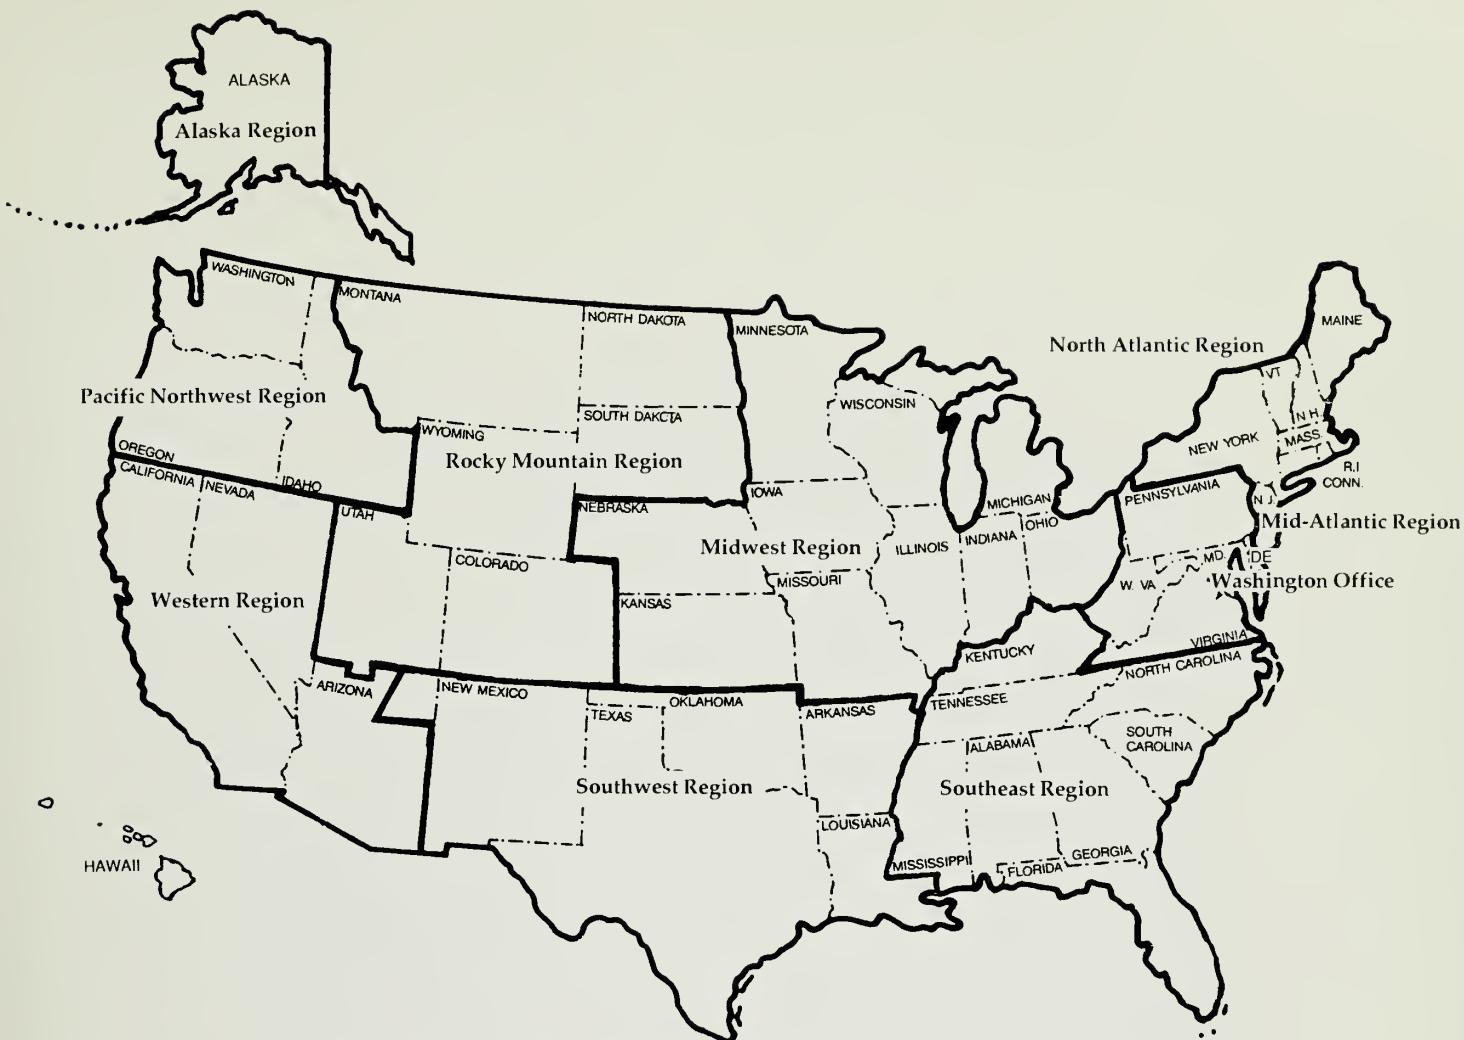 ALASKA
Alaska Region
WASHINGTON
MONTANA
NORTH DAKOTA
MINNESOTA
MAINE
North Atlantic Region
VT
Pacific Northwest Region
WISCONSIN
SOUTH DAKOTA
N.H.
WYOMING
NEW YORK
MASS.
OREGON
Rocky Mountain Region
R.I
CONN.
CALIFORNIA
NEVADA
IDAHO
IOWA
PENNSYLVANIA
N.J.
UTAH
NEBRASKA
MICHIGAN
OHIO
Mid-Atlantic Region
Midwest Region
ILLINOIS
INDIANA
COLORADO
MD.
DE
MISSOURI
W. VA
Washington Office
Western Region
KANSAS
VIRGINIA
KENTUCKY
NORTH CAROLINA
ARIZONA
NEW MEXICO
OKLAHOMA
TENNESSEE
TEXAS
ARKANSAS
SOUTH
CAROLINA
ALABAMA
Southwest Region
Southeast Region
LOUISIANA
HAWAII
MISSISSIPPI
FLORIDA
GEORGIA